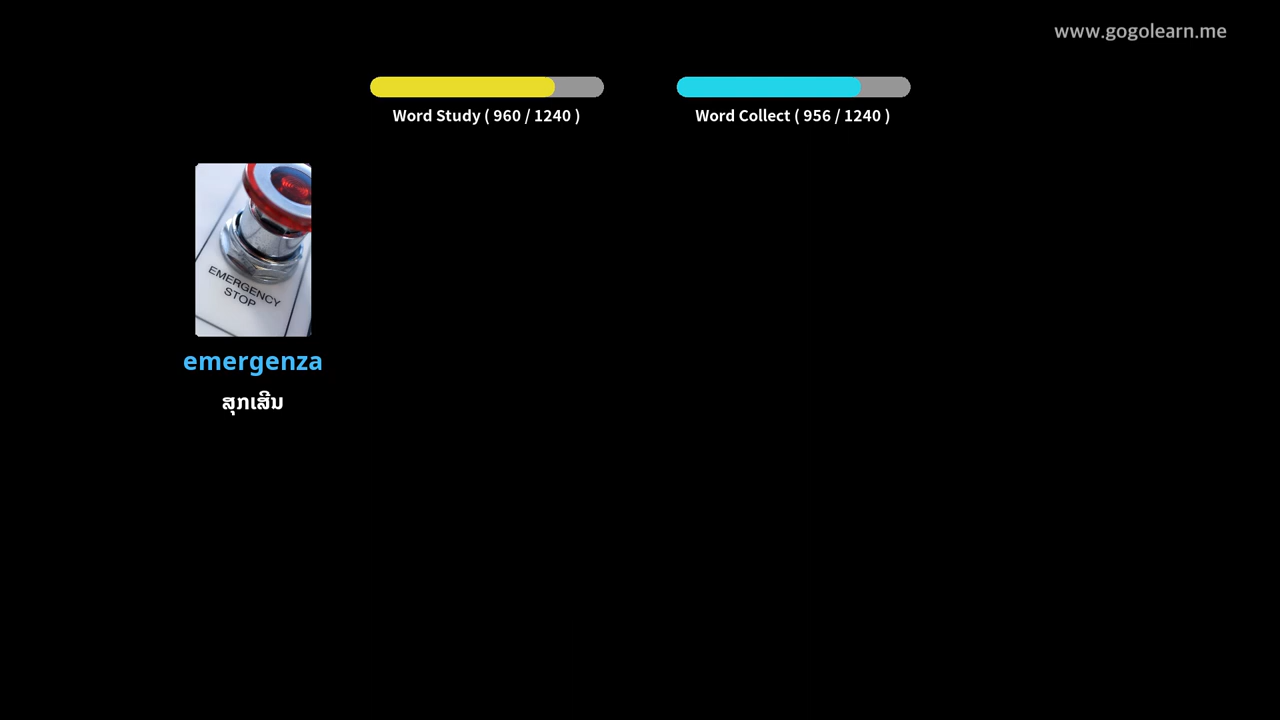 www.gogolearn.me
Word Study ( 960 / 1240 )
Word Collect ( 956 / 1240 )
EMERGENCY
STOP
emergenza
ສຸກເສີນ